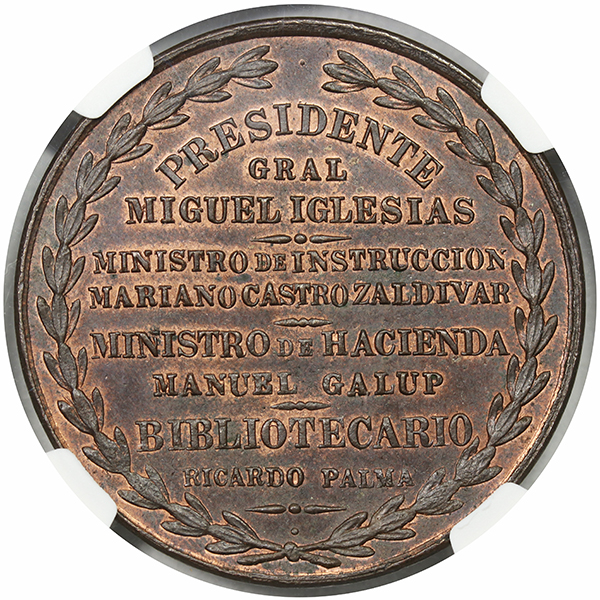 PRESIDENTE
GRAL
MIGUEL IGLESIAS
MINISTRO DE INSTRUCCION
MARIANO CASTRO ZALDIVAR
MINISTRO DE HACIENDA
MANUEL GALUP
BIBLIOTECARIO
RICARDO PALMA